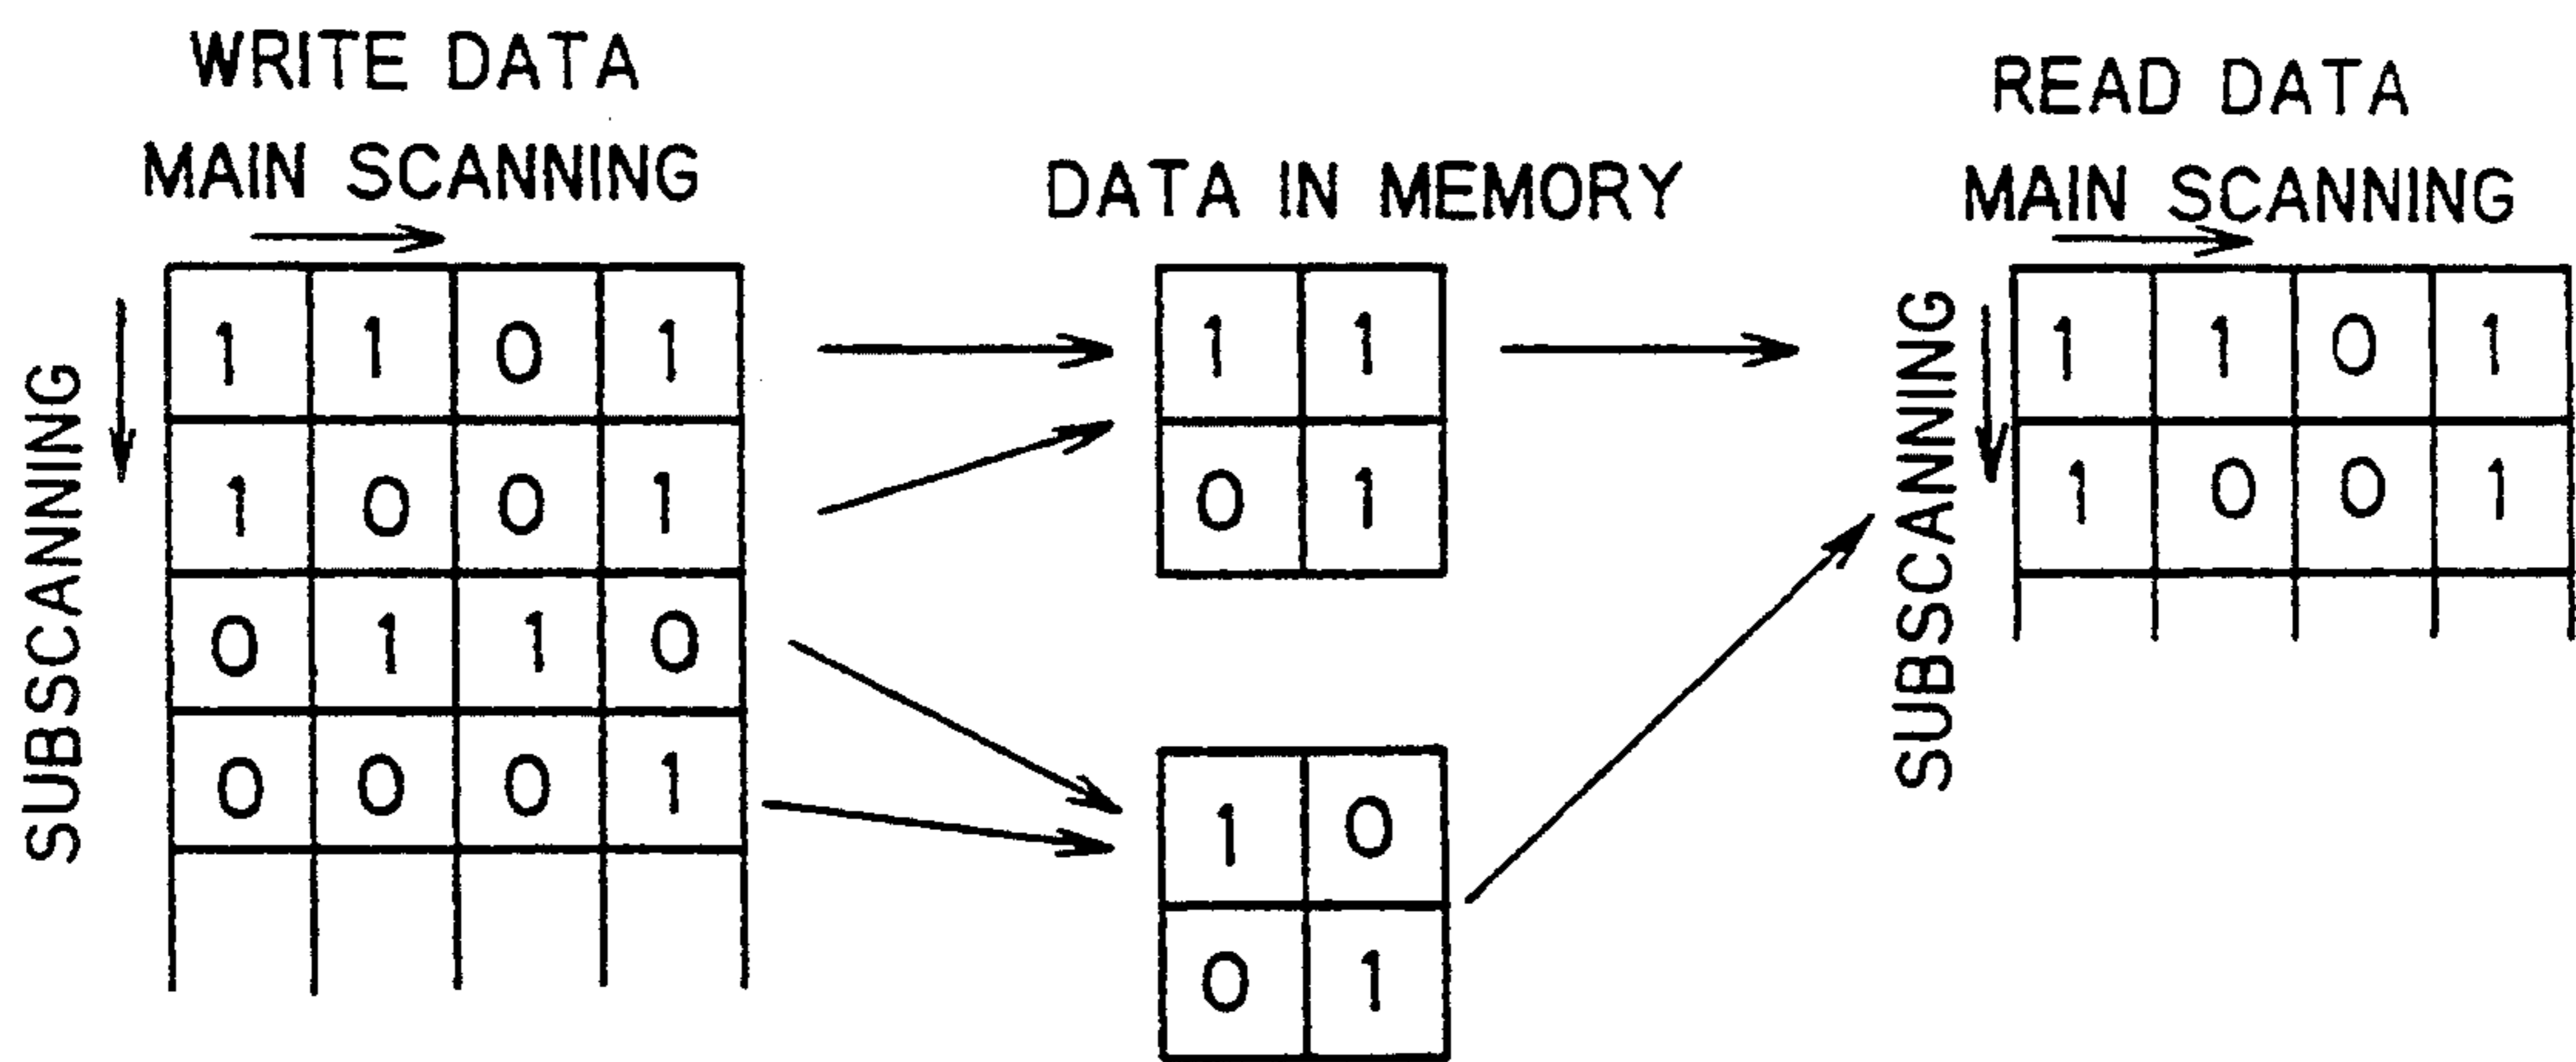 WRITE DATA
MAIN SCANNING
SUBSCANNING
1 1 0 1
1 0 0 1
0 1 1 0
0 0 0 1
DATA IN MEMORY
1 1
0 1
1 0
0 1
READ DATA
MAIN SCANNING
SUBSCANNING
1 1 0 1
1 0 0 1